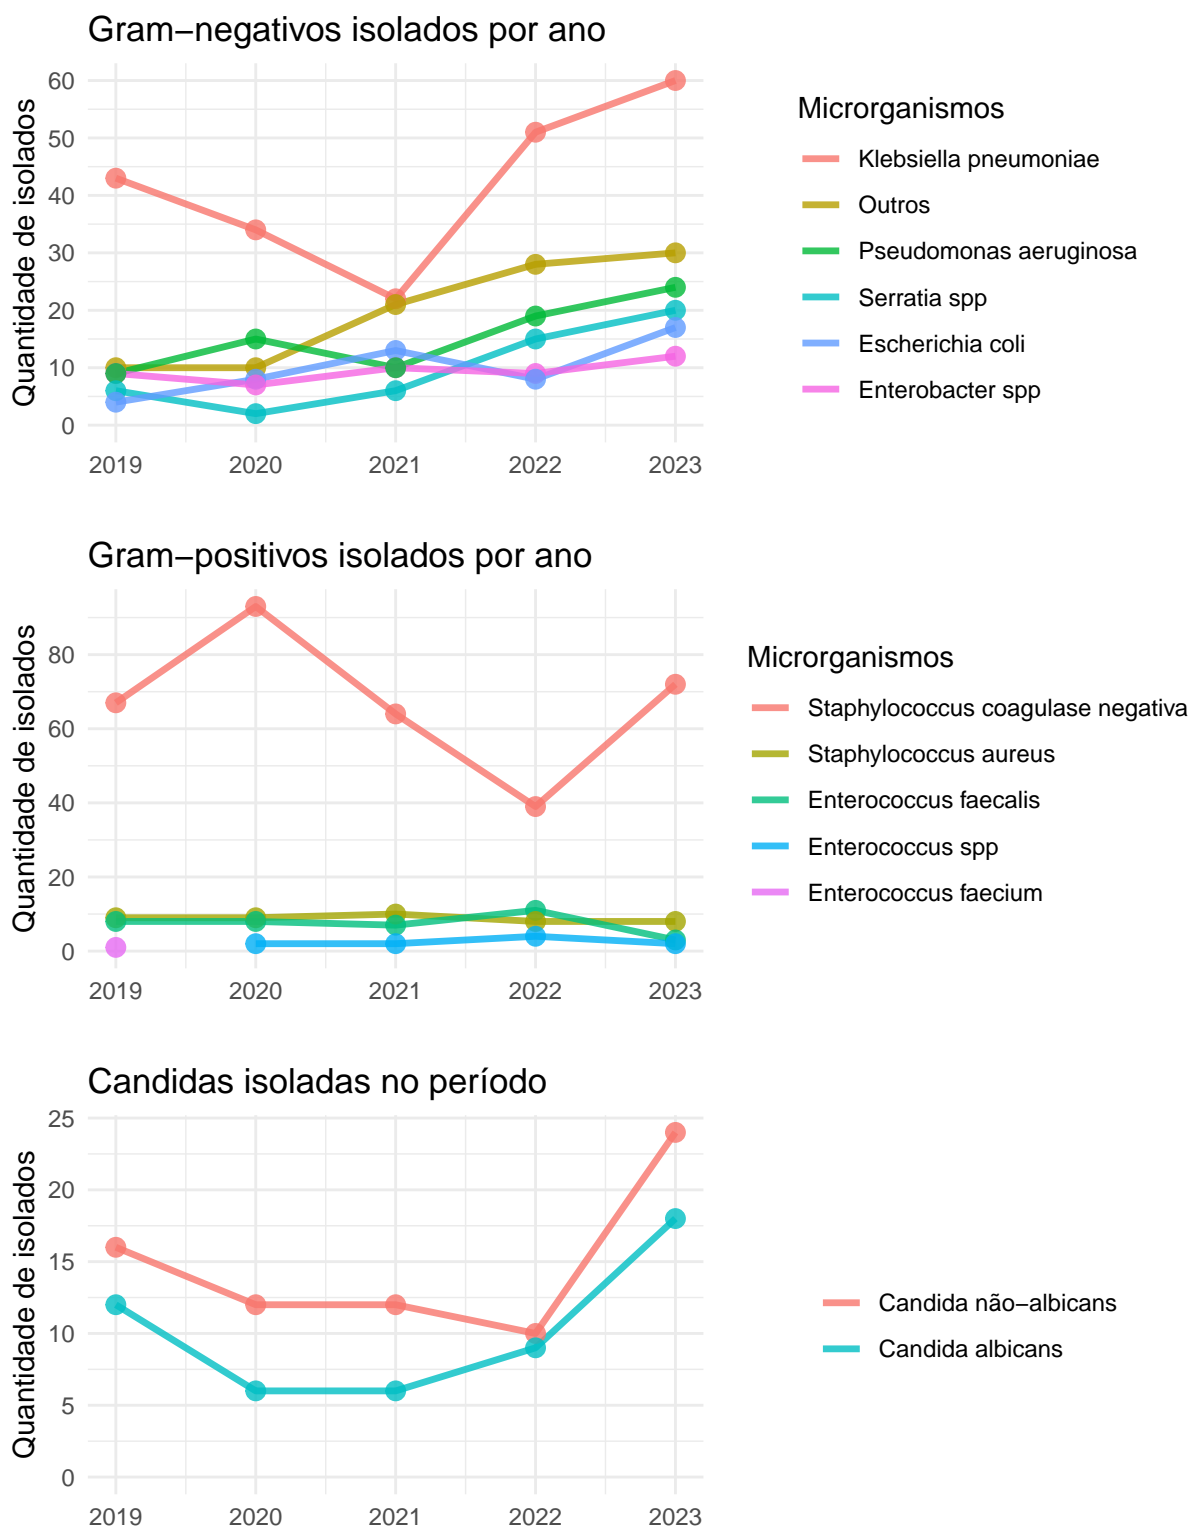 Gram−negativos isolados por ano
Quantidade de isolados
60
50
40
30
20
10
0
2019 2020 2021 2022 2023
Microrganismos
Klebsiella pneumoniae
Outros
Pseudomonas aeruginosa
Serratia spp
Escherichia coli
Enterobacter spp
Gram−positivos isolados por ano
Quantidade de isolados
80
60
40
20
0
2019 2020 2021 2022 2023
Microrganismos
Staphylococcus coagulase negativa
Staphylococcus aureus
Enterococcus faecalis
Enterococcus spp
Enterococcus faecium
Candidas isoladas no período
Quantidade de isolados
25
20
15
10
5
0
2019 2020 2021 2022 2023
Candida não−albicans
Candida albicans